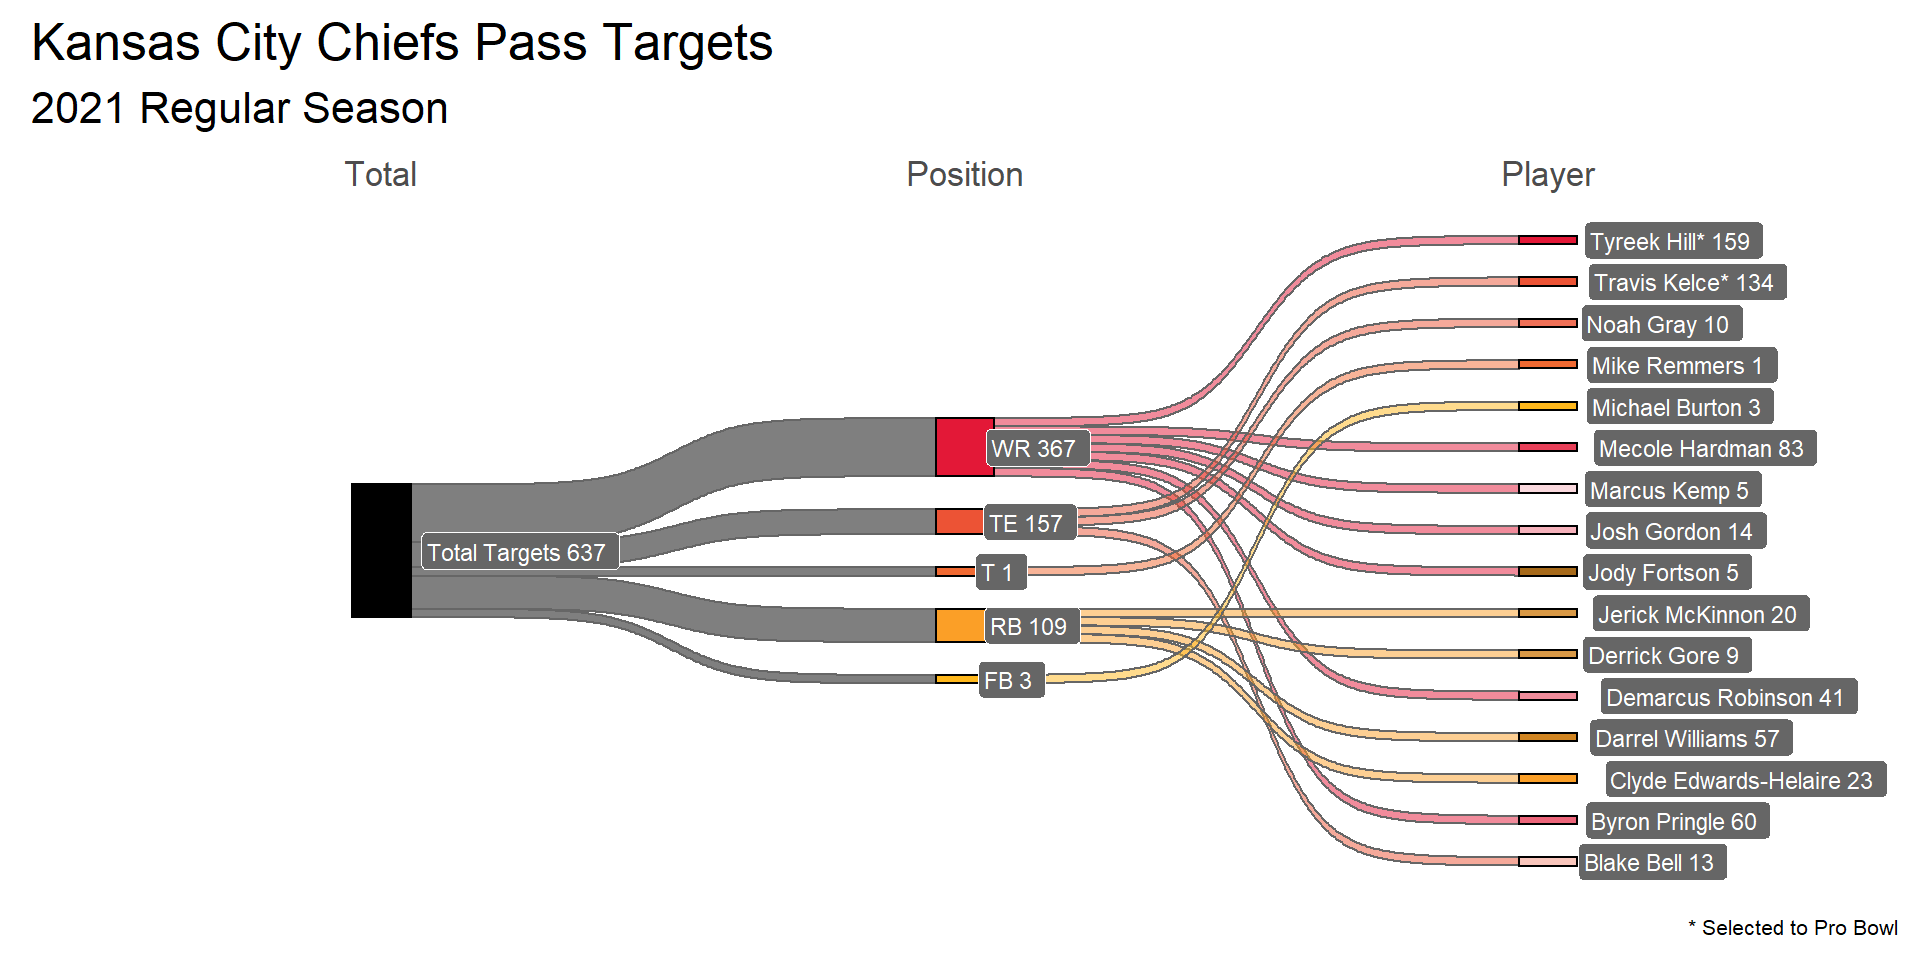 Kansas City Chiefs Pass Targets
2021 Regular Season
Total
Position
Player
Total Targets 637
WR 367
TE 157
T 1
RB 109
FB 3
Tyreek Hill* 159
Travis Kelce* 134
Noah Gray 10
Mike Remmers 1
Michael Burton 3
Mecole Hardman 83
Marcus Kemp 5
Josh Gordon 14
Jody Fortson 5
Jerick McKinnon 20
Derrick Gore 9
Demarcus Robinson 41
Darrel Williams 57
Clyde Edwards-Helaire 23
Byron Pringle 60
Blake Bell 13
* Selected to Pro Bowl